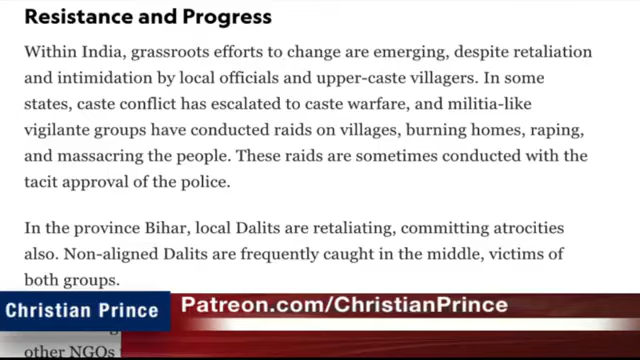 Resistance and Progress
Within India, grassroots efforts to change are emerging, despite retaliation
and intimidation by local officials and upper-caste villagers. In some
states, caste conflict has escalated to caste warfare, and militia-like
vigilante groups have conducted raids on villages, burning homes, raping,
and massacring the people. These raids are sometimes conducted with the
tacit approval of the police.
In the province Bihar, local Dalits are retaliating, committing atrocities
also. Non-aligned Dalits are frequently caught in the middle, victims of
both groups.
Christian Prince
Patreon.com/ChristianPrince
other NGOs